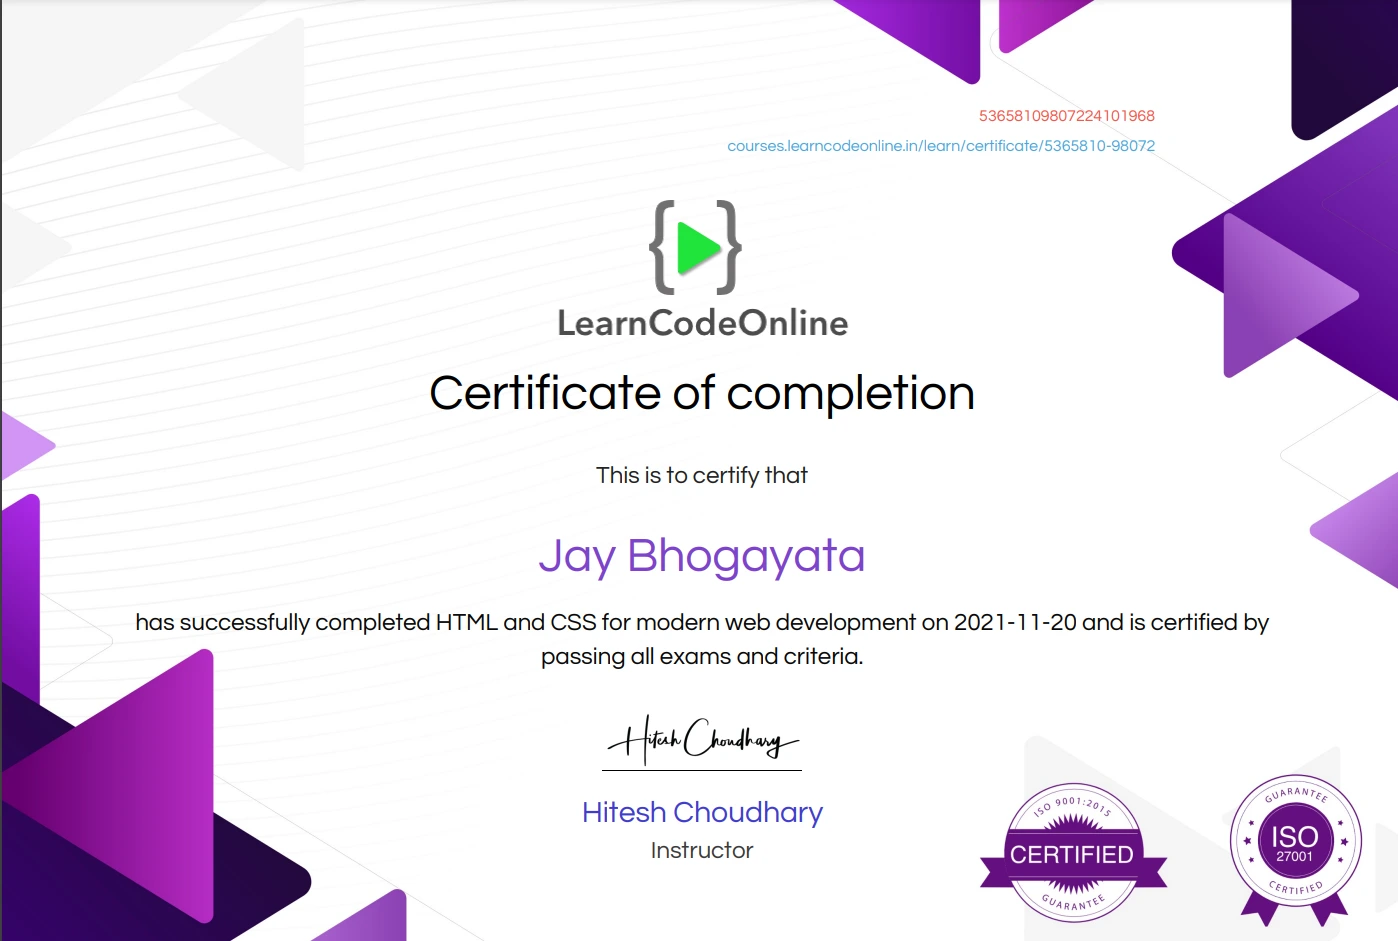 53658109807224101968
courses.learncodeonline.in/learn/certificate/5365810-98072
{ }
LearnCodeOnline
Certificate of completion
This is to certify that
Jay Bhogayata
has successfully completed HTML and CSS for modern web development on 2021-11-20 and is certified by
passing all exams and criteria.
Hitesh Choudhary
Hitesh Choudhary
Instructor
ISO 9001:2015
CERTIFIED
GUARANTEE
GUARANTEE
ISO
27001
CERTIFIED